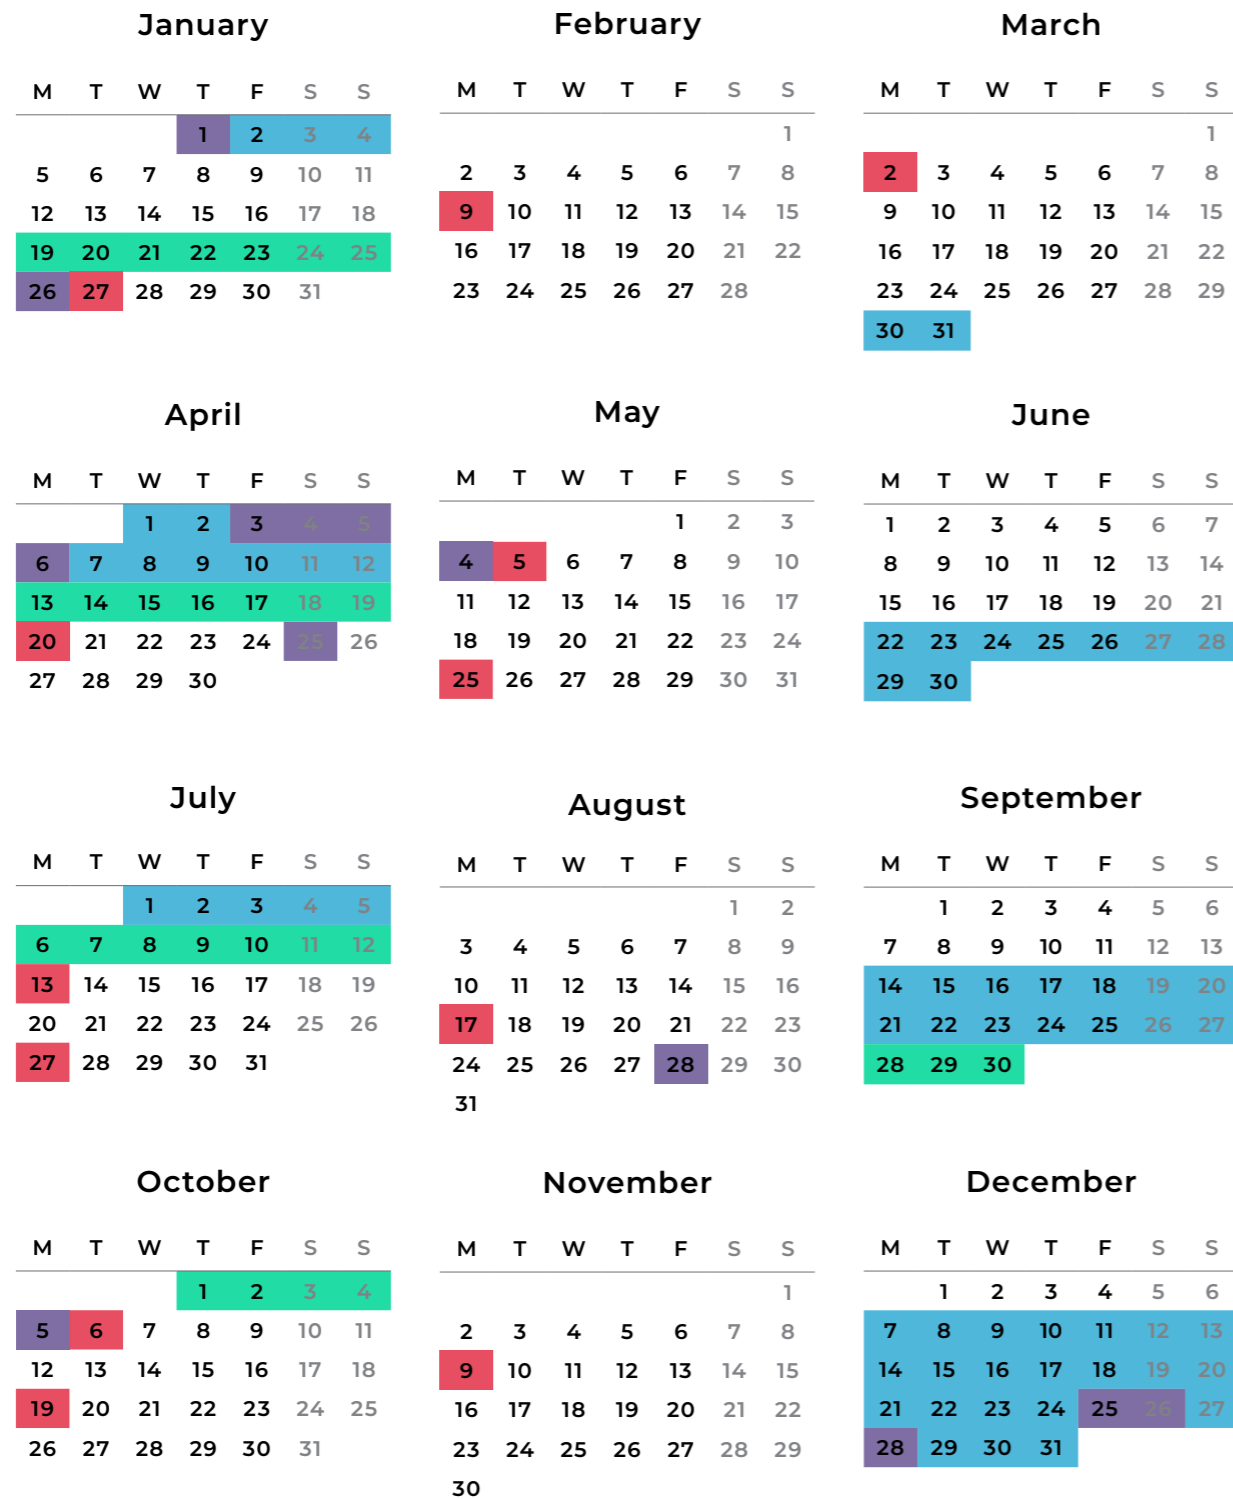 January
M T W T F S S
1 2 3 4
5 6 7 8 9 10 11
12 13 14 15 16 17 18
19 20 21 22 23 24 25
26 27 28 29 30 31
February
M T W T F S S
1
2 3 4 5 6 7 8
9 10 11 12 13 14 15
16 17 18 19 20 21 22
23 24 25 26 27 28
March
M T W T F S S
1
2 3 4 5 6 7 8
9 10 11 12 13 14 15
16 17 18 19 20 21 22
23 24 25 26 27 28 29
30 31
April
M T W T F S S
1 2 3 4 5
6 7 8 9 10 11 12
13 14 15 16 17 18 19
20 21 22 23 24 25 26
27 28 29 30
May
M T W T F S S
1 2 3
4 5 6 7 8 9 10
11 12 13 14 15 16 17
18 19 20 21 22 23 24
25 26 27 28 29 30 31
June
M T W T F S S
1 2 3 4 5 6 7
8 9 10 11 12 13 14
15 16 17 18 19 20 21
22 23 24 25 26 27 28
29 30
July
M T W T F S S
1 2 3 4 5
6 7 8 9 10 11 12
13 14 15 16 17 18 19
20 21 22 23 24 25 26
27 28 29 30 31
August
M T W T F S S
1 2
3 4 5 6 7 8 9
10 11 12 13 14 15 16
17 18 19 20 21 22 23
24 25 26 27 28 29 30
31
September
M T W T F S S
1 2 3 4 5 6
7 8 9 10 11 12 13
14 15 16 17 18 19 20
21 22 23 24 25 26 27
28 29 30
October
M T W T F S S
1 2 3 4
5 6 7 8 9 10 11
12 13 14 15 16 17 18
19 20 21 22 23 24 25
26 27 28 29 30 31
November
M T W T F S S
1
2 3 4 5 6 7 8
9 10 11 12 13 14 15
16 17 18 19 20 21 22
23 24 25 26 27 28 29
30
December
M T W T F S S
1 2 3 4 5 6
7 8 9 10 11 12 13
14 15 16 17 18 19 20
21 22 23 24 25 26 27
28 29 30 31